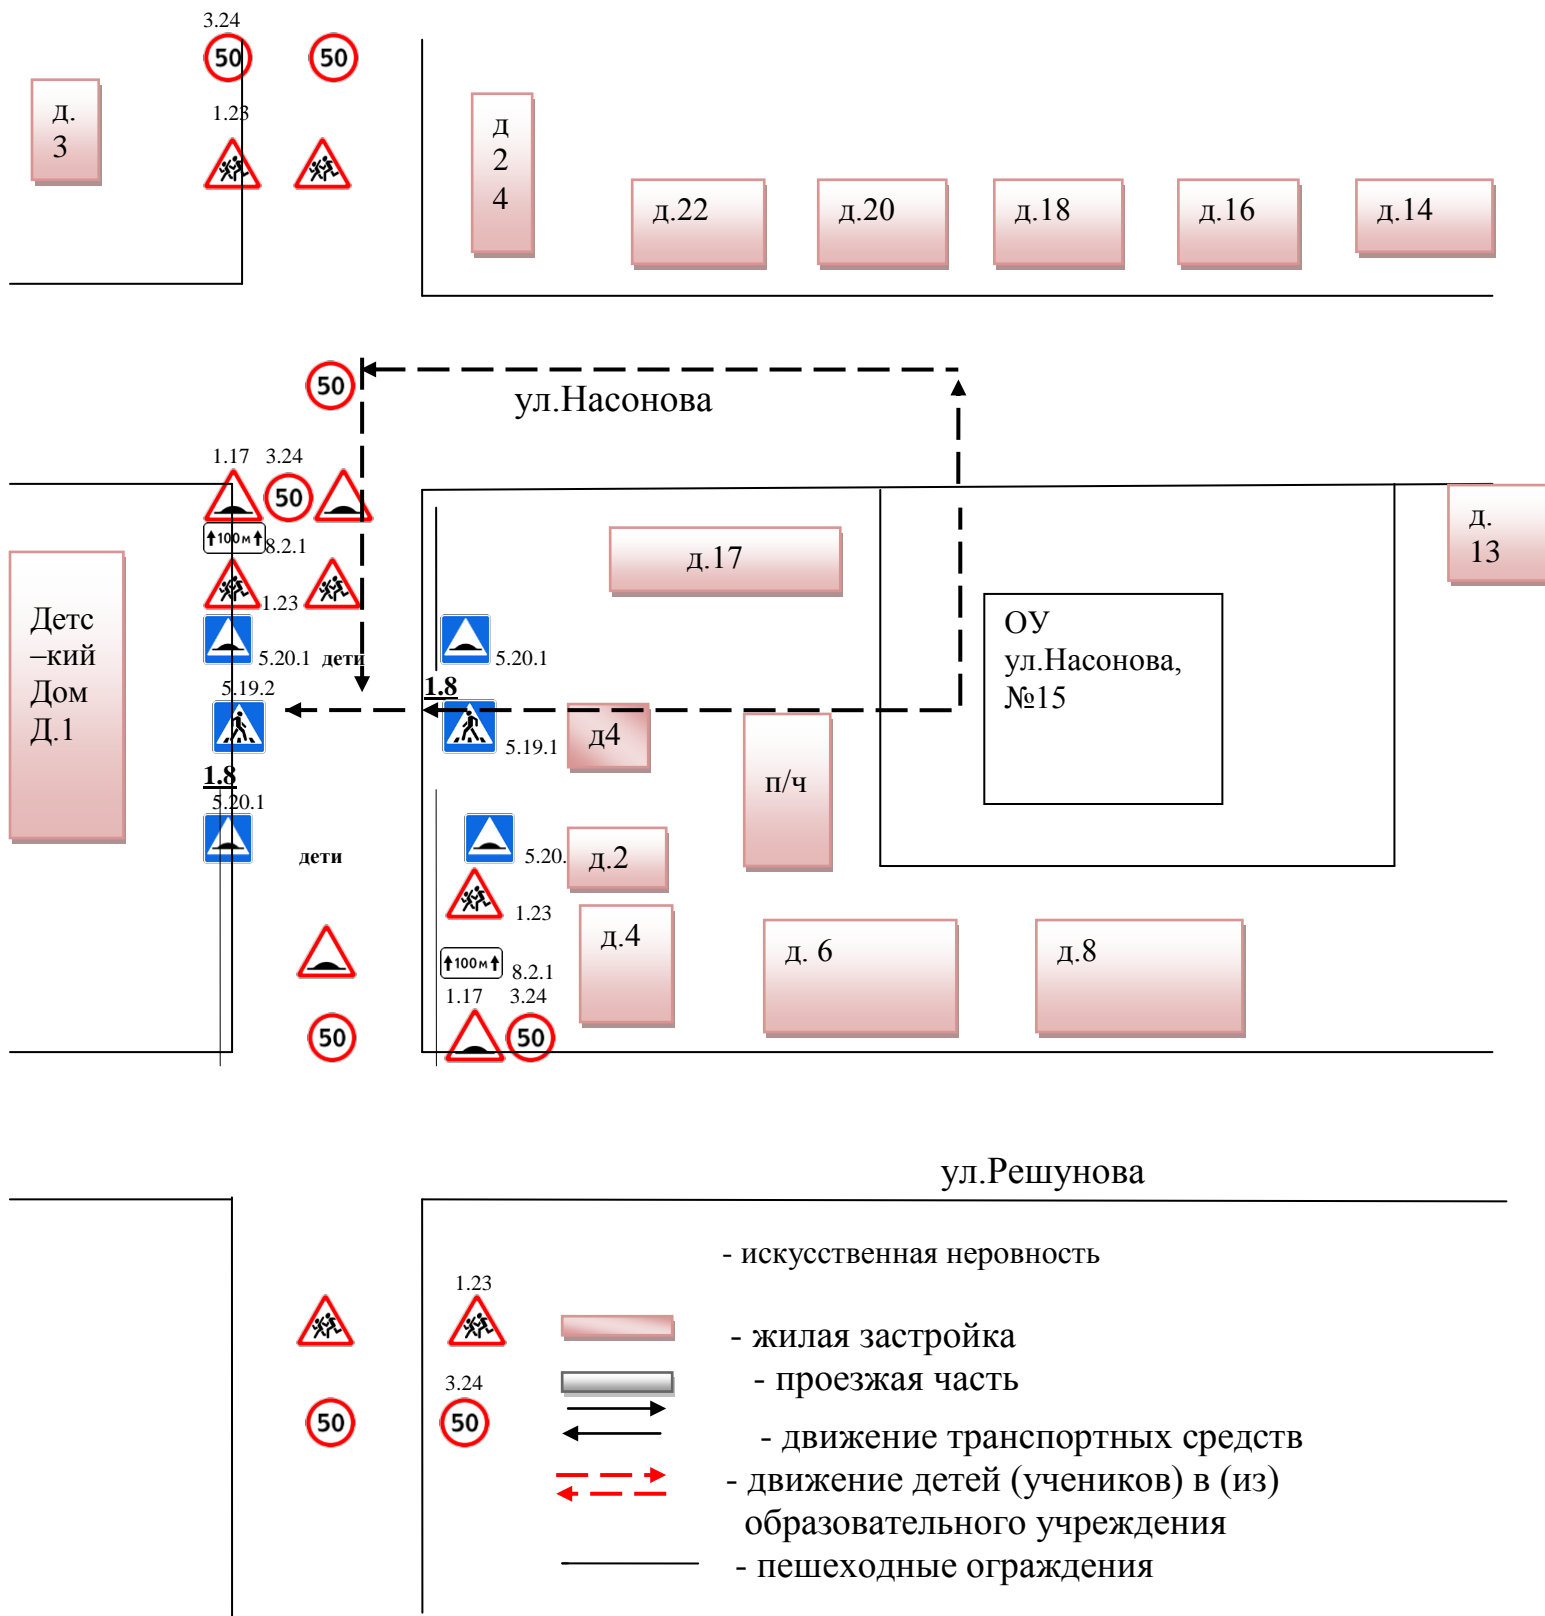 3.24
50
50
1.23
д.
3
д
2
4
д.22
д.20
д.18
д.16
д.14
50
ул.Насонова
1.17
3.24
50
100м
8.2.1
1.23
д.17
д.
13
Детс
–кий
Дом
Д.1
5.20.1
дети
5.20.1
ОУ
ул.Насонова,
№15
5.19.2
1.8
5.19.1
д4
п/ч
1.8
5.20.1
дети
5.20.
д.2
1.23
д.4
д. 6
д.8
100м
8.2.1
1.17
3.24
50
50
ул.Решунова
- искусственная неровность
1.23
- жилая застройка
- проезжая часть
3.24
50
50
- движение транспортных средств
- движение детей (учеников) в (из)
образовательного учреждения
- пешеходные ограждения